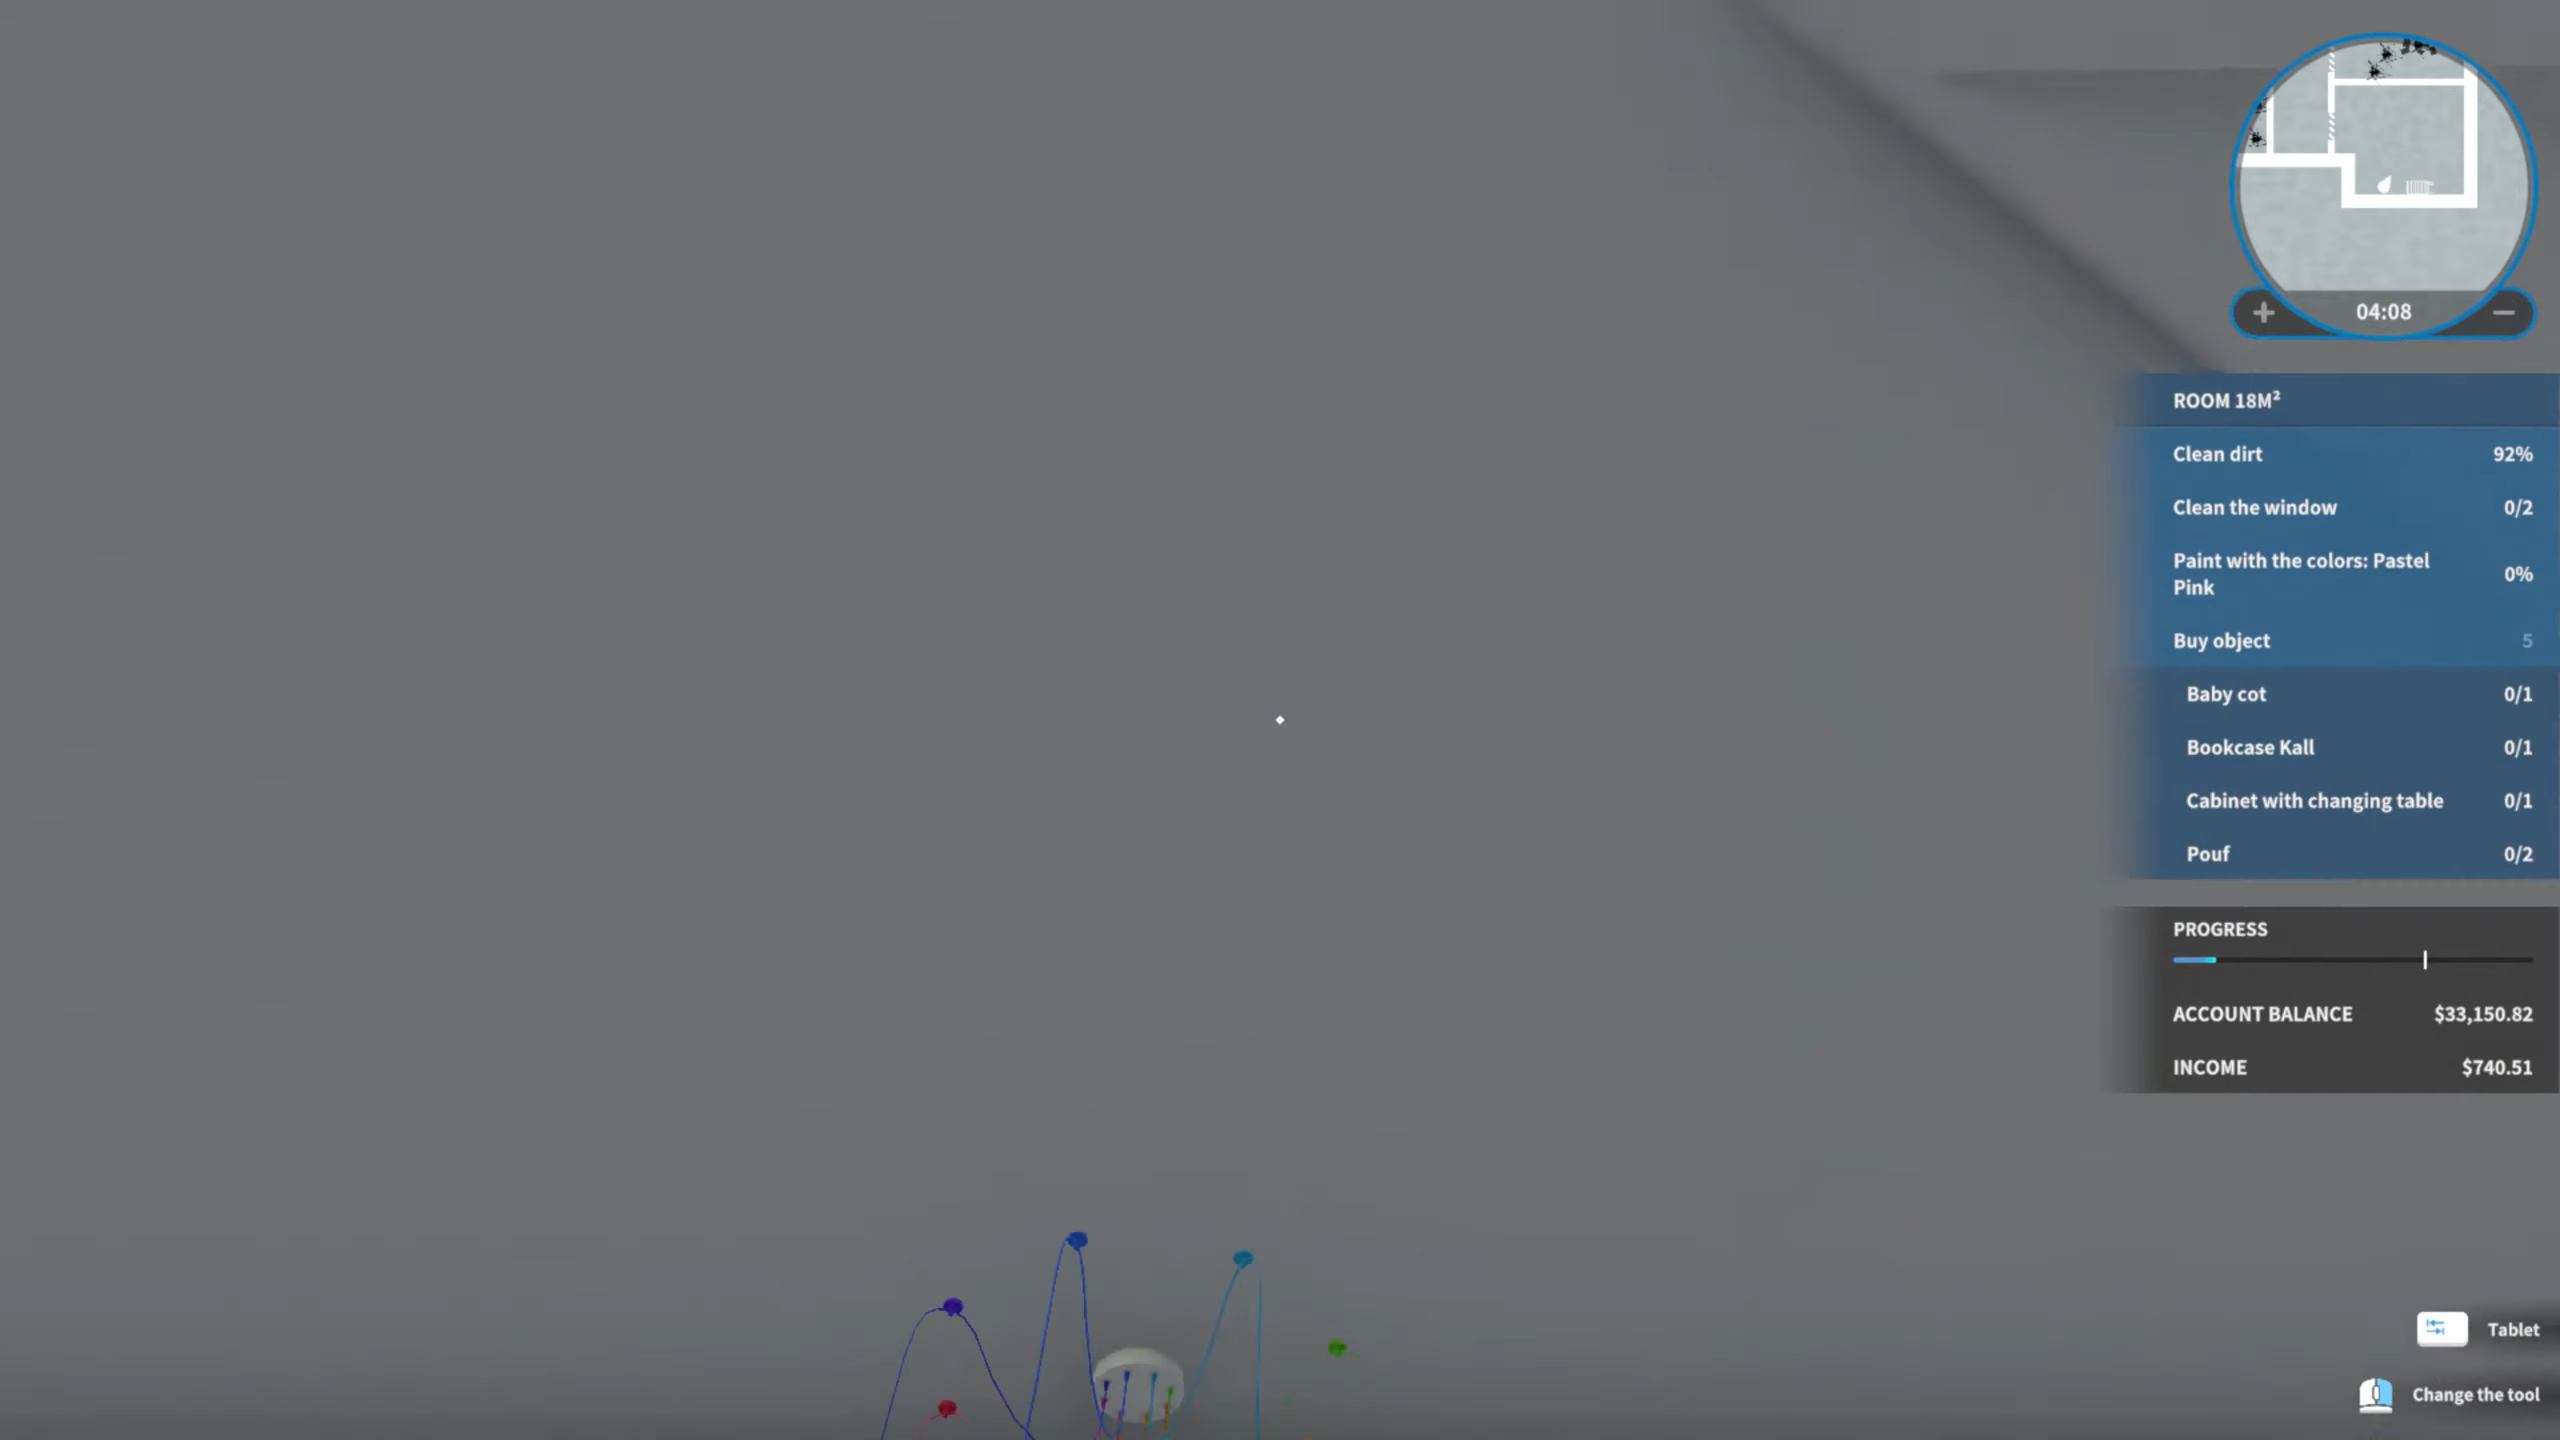 04:08
ROOM 18M²
Clean dirt 92%
Clean the window 0/2
Paint with the colors: Pastel
Pink 0%
Buy object 5
Baby cot 0/1
Bookcase Kall 0/1
Cabinet with changing table 0/1
Pouf 0/2
PROGRESS
ACCOUNT BALANCE $33,150.82
INCOME $740.51
Tablet
Change the tool